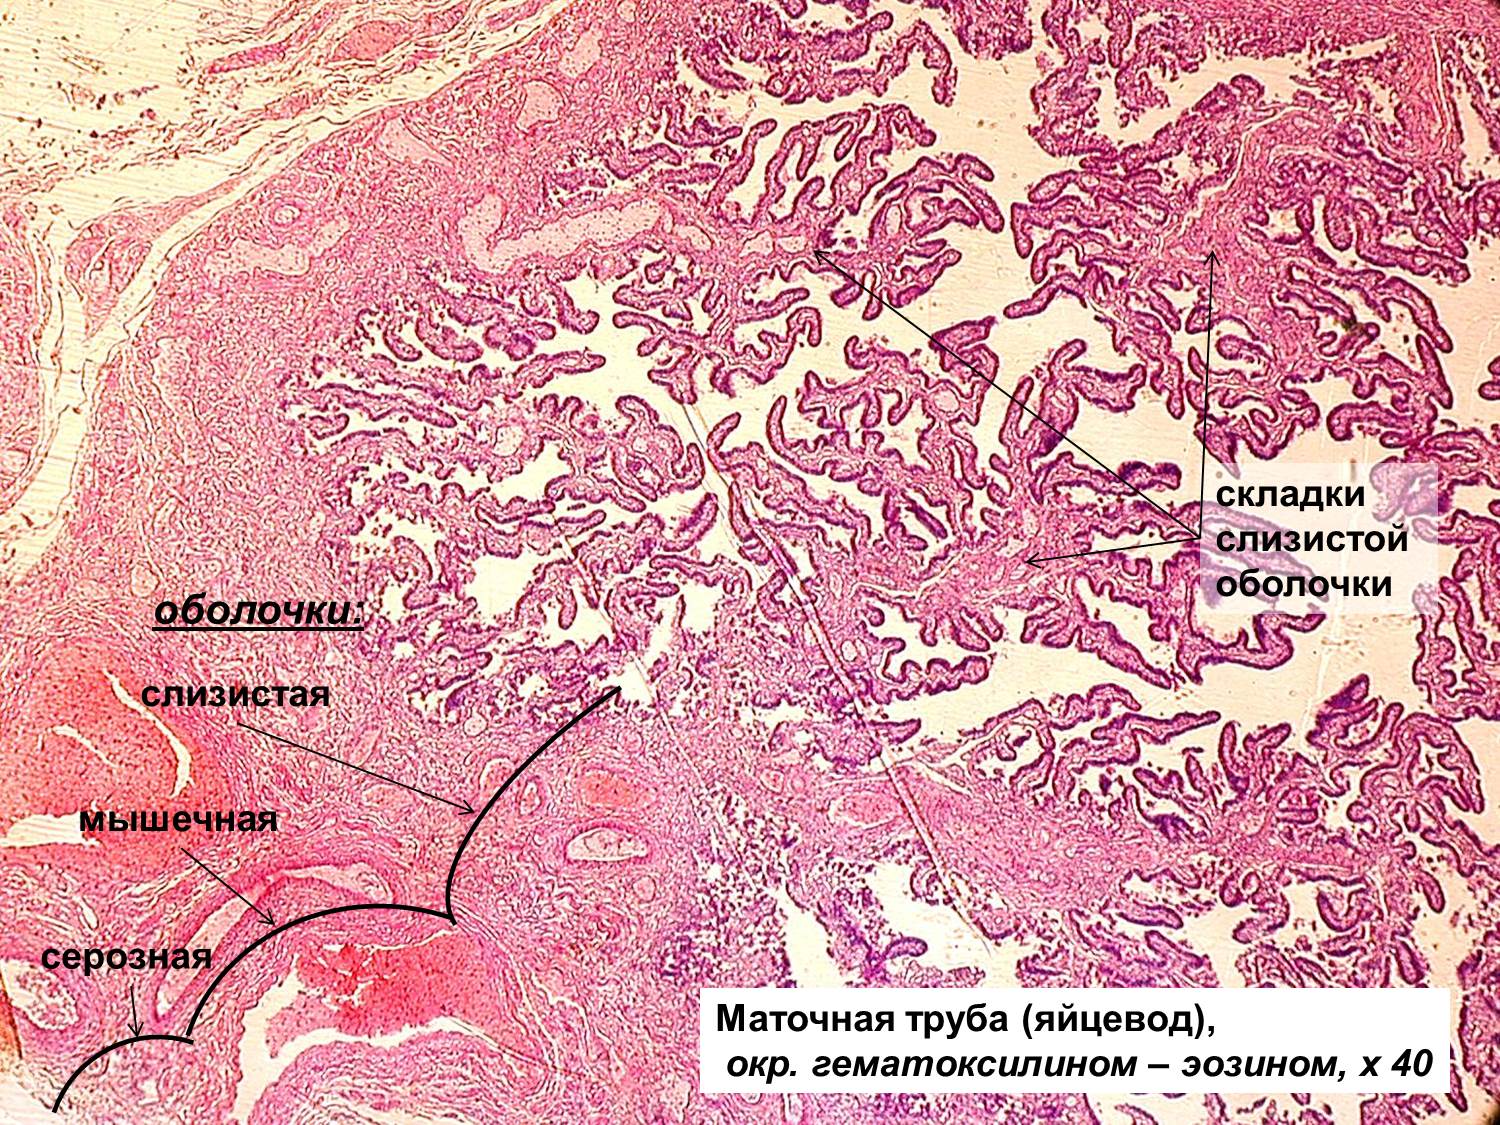 складки
слизистой
оболочки
оболочки:
слизистая
мышечная
серозная
Маточная труба (яйцевод),
окр. гематоксилином – эозином, х 40